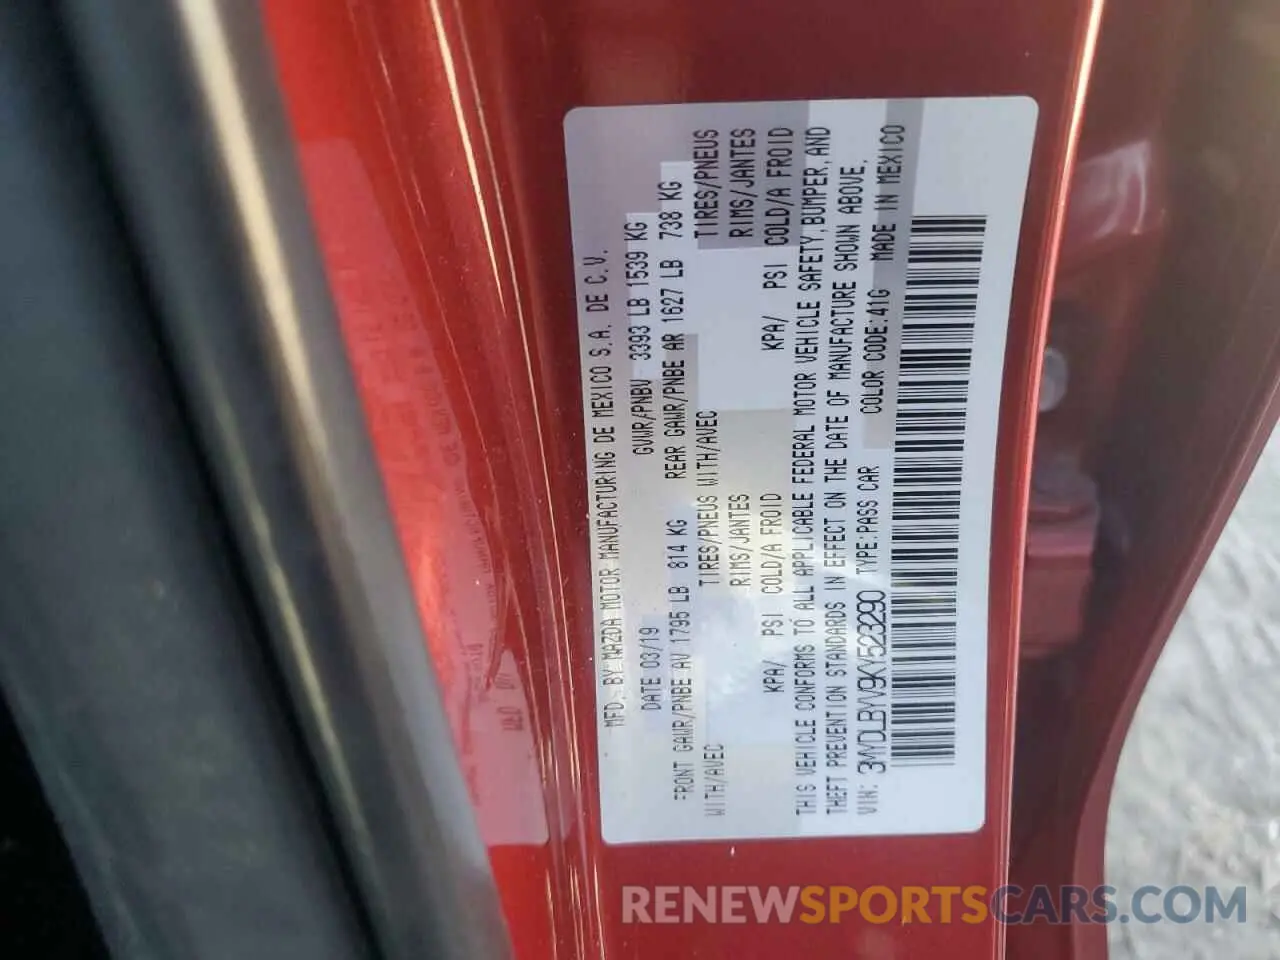 MFD. BY MAZDA MOTOR MANUFACTURING DE MEXICO S.A. DE C.V.
DATE 03/19 GVWR/PNBV 3393 LB 1539 KG
FRONT GAWR/PNBE AV 1795 LB 814 KG REAR GAWR/PNBE AR 1627 LB 738 KG
WITH/AVEC TIRES/PNEUS WITH/AVEC TIRES/PNEUS
RIMS/JANTES RIMS/JANTES
KPA/ PSI COLD/A FROID KPA/ PSI COLD/A FROID
THIS VEHICLE CONFORMS TO ALL APPLICABLE FEDERAL MOTOR VEHICLE SAFETY, BUMPER, AND
THEFT PREVENTION STANDARDS IN EFFECT ON THE DATE OF MANUFACTURE SHOWN ABOVE.
VIN: 3MYDLBYV9KY523290 TYPE:PASS CAR COLOR CODE:41G MADE IN MEXICO
RENEWSPORTSCARS.COM